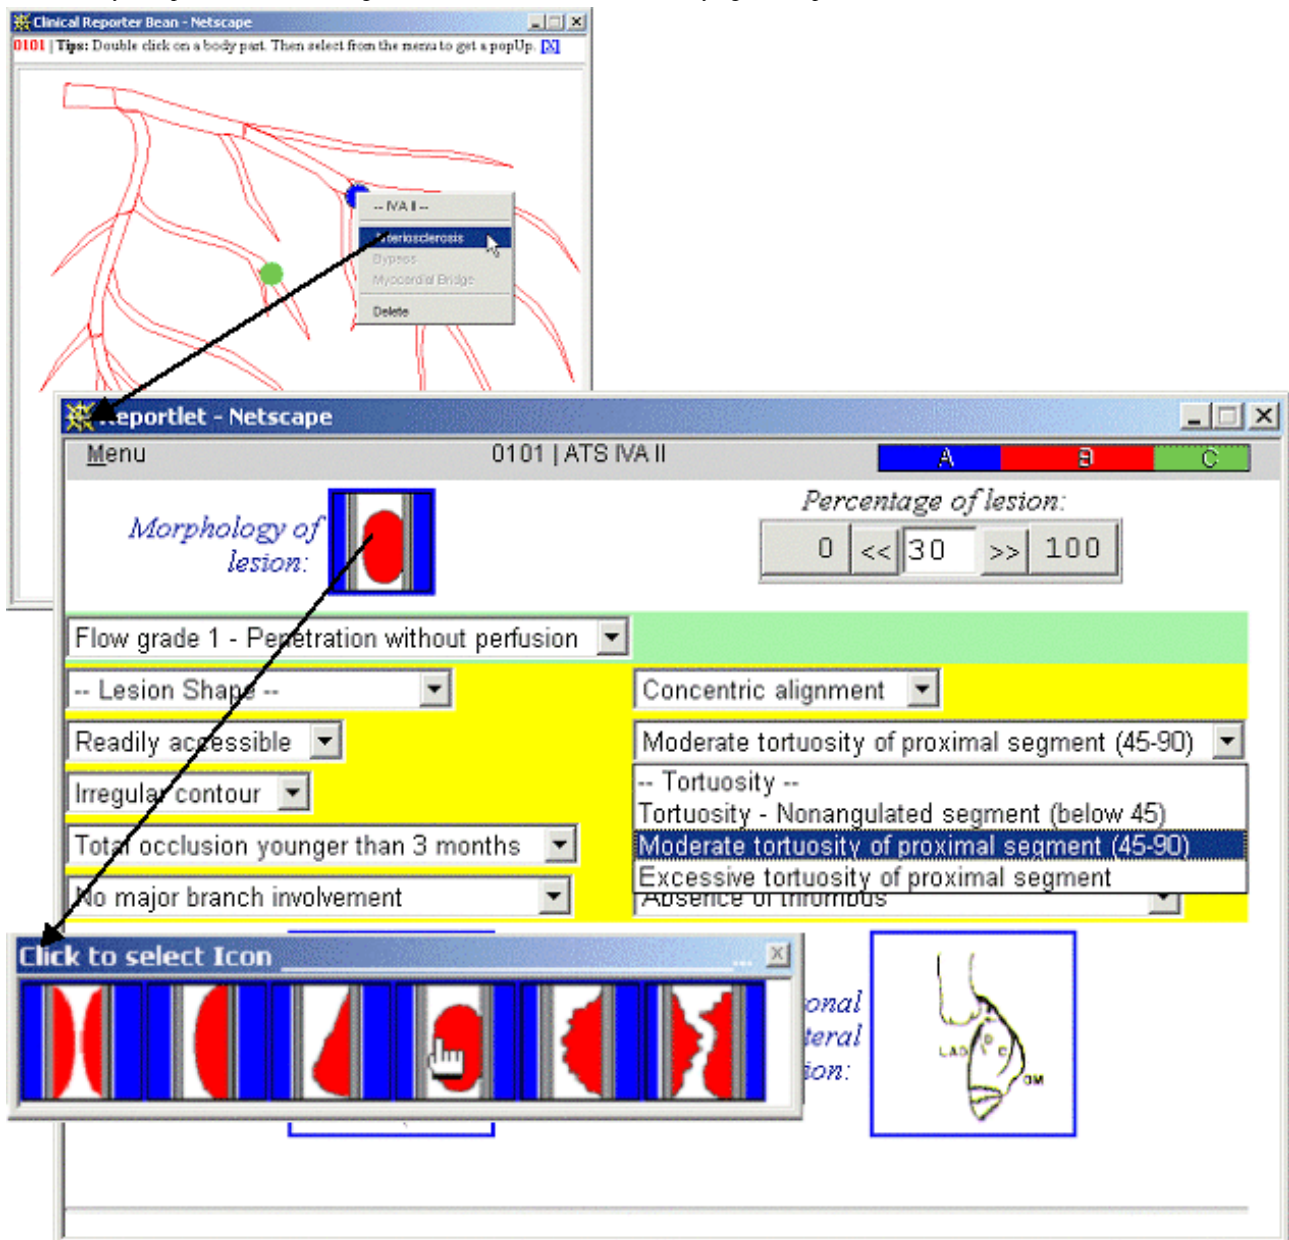 Clinical Reporter Bean - Netscape
0101 | Tips: Double click on a body part. Then select from the menu to get a popUp. [X]
-- IVA II --
Arteriosclerosis
Bypass
Myocardial Bridge
Delete
Reportlet - Netscape
Menu 0101 | ATS IVA II A B C
Morphology of lesion:
Percentage of lesion:
0 << 30 >> 100
Flow grade 1 - Penetration without perfusion
-- Lesion Shape -- Concentric alignment
Readily accessible Moderate tortuosity of proximal segment (45-90)
-- Tortuosity --
Irregular contour Tortuosity - Nonangulated segment (below 45)
Total occlusion younger than 3 months Moderate tortuosity of proximal segment (45-90)
Excessive tortuosity of proximal segment
No major branch involvement Absence of thrombus
Click to select Icon ...
onal
teral
ion:
LAD D C OM